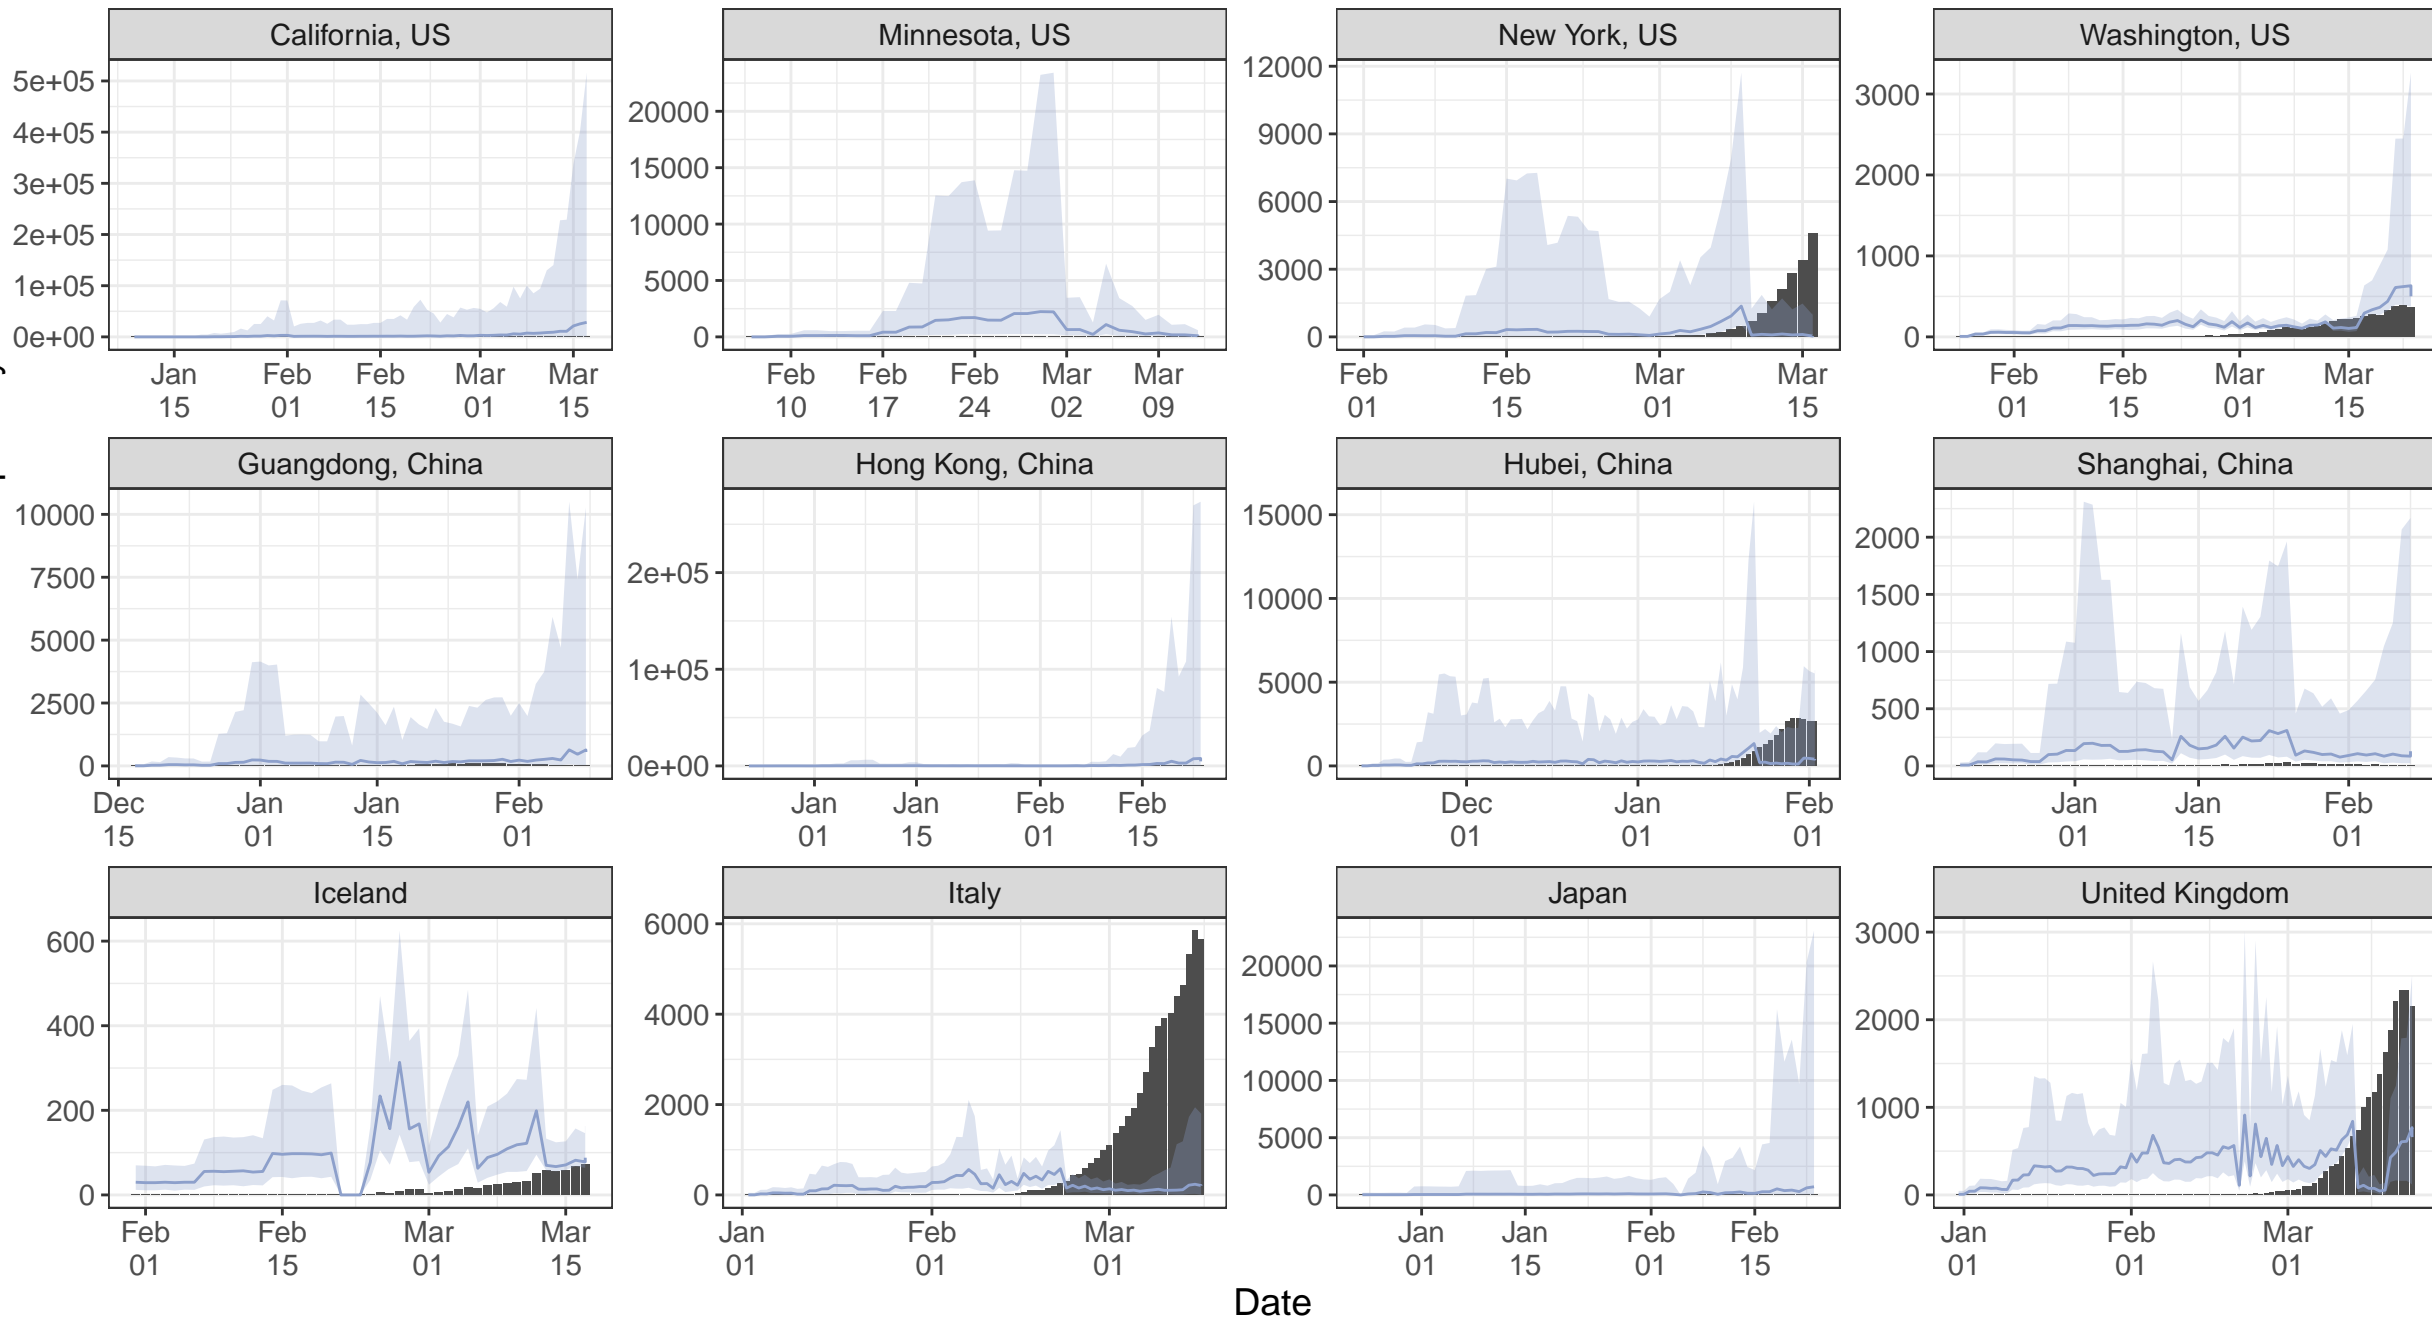 California, US
Minnesota, US
New York, US
Washington, US
5e+05
4e+05
3e+05
2e+05
1e+05
0e+00
20000
15000
10000
5000
0
12000
9000
6000
3000
0
3000
2000
1000
0
Jan Feb Feb Mar Mar
15 01 15 01 15
Feb Feb Feb Mar Mar
10 17 24 02 09
Feb Feb Mar Mar
01 15 01 15
Feb Feb Mar Mar
01 15 01 15
Guangdong, China
Hong Kong, China
Hubei, China
Shanghai, China
10000
7500
5000
2500
0
2e+05
1e+05
0e+00
15000
10000
5000
0
2000
1500
1000
500
0
Dec Jan Jan Feb
15 01 15 01
Jan Jan Feb Feb
01 15 01 15
Dec Jan Feb
01 01 01
Jan Jan Feb
01 15 01
Iceland
Italy
Japan
United Kingdom
600
400
200
0
6000
4000
2000
0
20000
15000
10000
5000
0
3000
2000
1000
0
Feb Feb Mar Mar
01 15 01 15
Jan Feb Mar
01 01 01
Jan Jan Feb Feb
01 15 01 15
Jan Feb Mar
01 01 01
Date